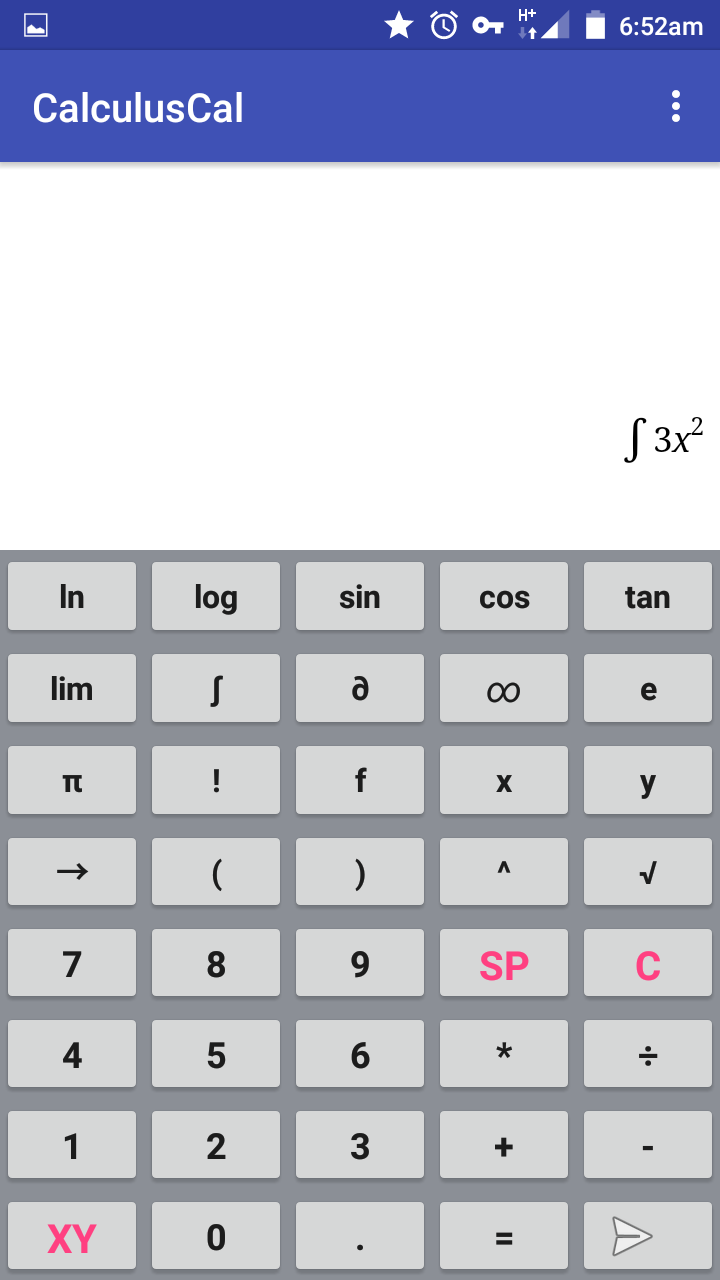 H+ 6:52am
CalculusCal
∫ 3x²
ln log sin cos tan
lim ∫ ∂ ∞ e
π ! f x y
→ ( ) ^ √
7 8 9 SP C
4 5 6 * ÷
1 2 3 + -
XY 0 . =